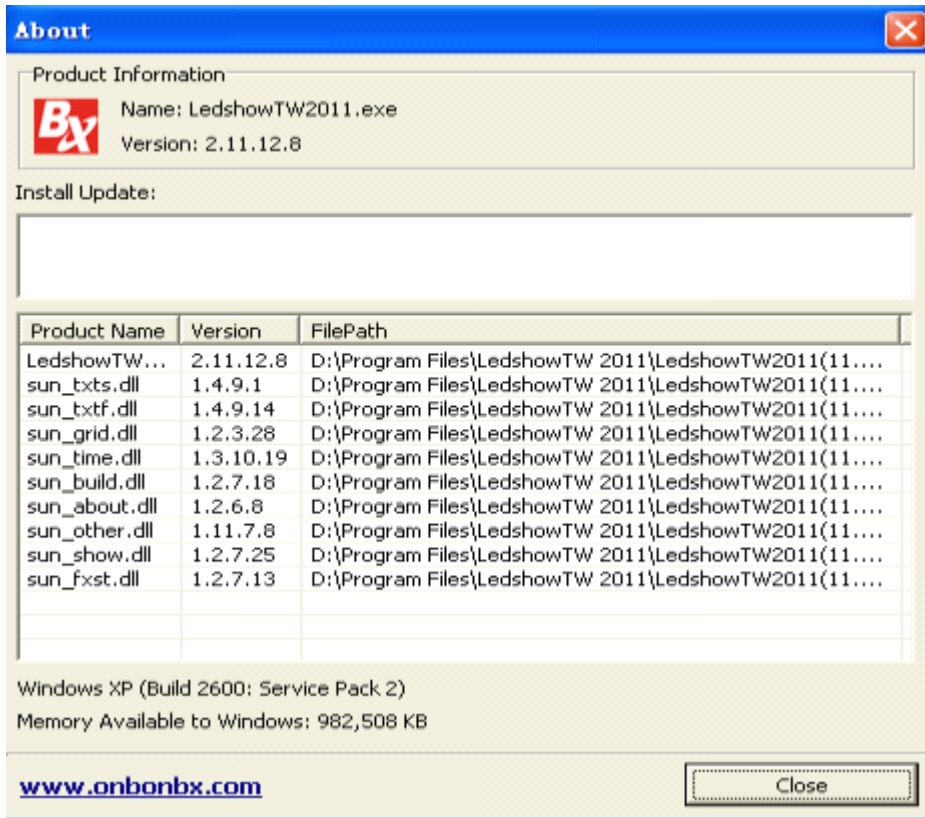 About
Product Information
BX
Name: LedshowTW2011.exe
Version: 2.11.12.8
Install Update:
Product Name Version FilePath
LedshowTW... 2.11.12.8 D:\Program Files\LedshowTW 2011\LedshowTW2011(11....
sun_txts.dll 1.4.9.1 D:\Program Files\LedshowTW 2011\LedshowTW2011(11....
sun_txtf.dll 1.4.9.14 D:\Program Files\LedshowTW 2011\LedshowTW2011(11....
sun_grid.dll 1.2.3.28 D:\Program Files\LedshowTW 2011\LedshowTW2011(11....
sun_time.dll 1.3.10.19 D:\Program Files\LedshowTW 2011\LedshowTW2011(11....
sun_build.dll 1.2.7.18 D:\Program Files\LedshowTW 2011\LedshowTW2011(11....
sun_about.dll 1.2.6.8 D:\Program Files\LedshowTW 2011\LedshowTW2011(11....
sun_other.dll 1.11.7.8 D:\Program Files\LedshowTW 2011\LedshowTW2011(11....
sun_show.dll 1.2.7.25 D:\Program Files\LedshowTW 2011\LedshowTW2011(11....
sun_fxst.dll 1.2.7.13 D:\Program Files\LedshowTW 2011\LedshowTW2011(11....
Windows XP (Build 2600: Service Pack 2)
Memory Available to Windows: 982,508 KB
www.onbonbx.com
Close